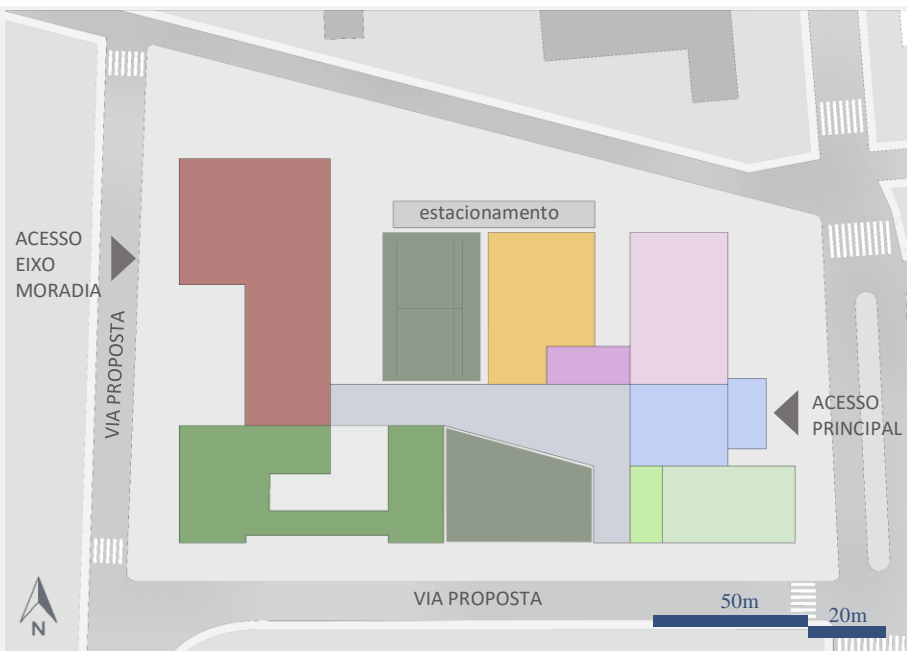 estacionamento
ACESSO
EIXO
MORADIA
VIA PROPOSTA
ACESSO
PRINCIPAL
VIA PROPOSTA
50m
20m
N